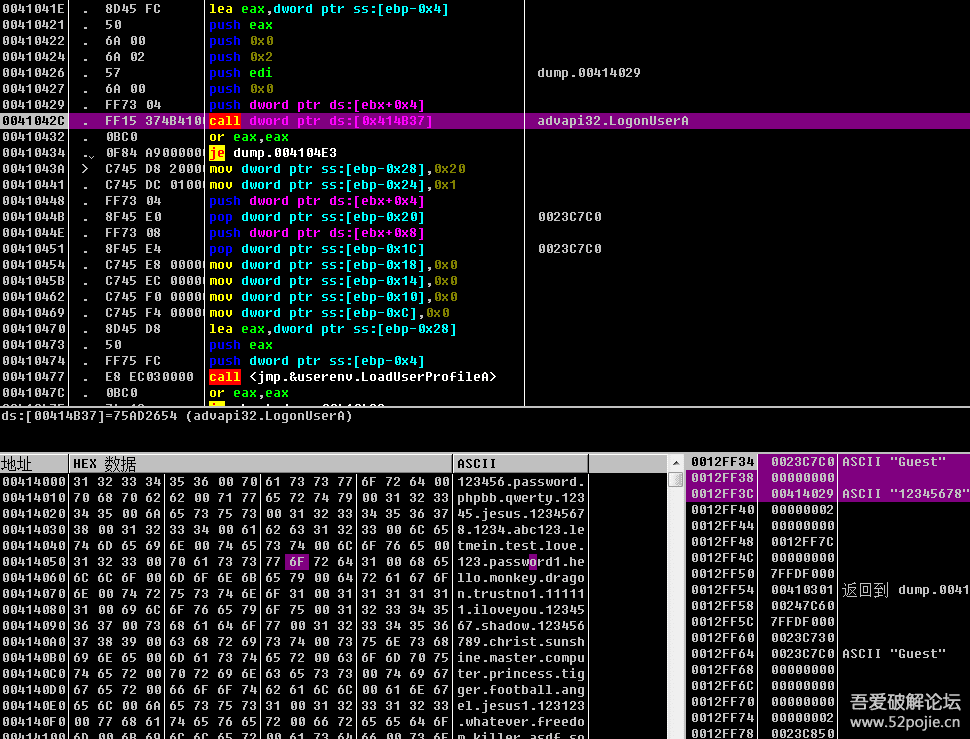 0041041E . 8D45 FC lea eax,dword ptr ss:[ebp-0x4]
00410421 . 50 push eax
00410422 . 6A 00 push 0x0
00410424 . 6A 02 push 0x2
00410426 . 57 push edi dump.00414029
00410427 . 6A 00 push 0x0
00410429 . FF73 04 push dword ptr ds:[ebx+0x4]
0041042C . FF15 374B4100 call dword ptr ds:[0x414B37] advapi32.LogonUserA
00410432 . 0BC0 or eax,eax
00410434 . 0F84 A9000000 je dump.004104E3
0041043A > C745 D8 2000 mov dword ptr ss:[ebp-0x28],0x20
00410441 . C745 DC 0100 mov dword ptr ss:[ebp-0x24],0x1
00410448 . FF73 04 push dword ptr ds:[ebx+0x4]
0041044B . 8F45 E0 pop dword ptr ss:[ebp-0x20] 0023C7C0
0041044E . FF73 08 push dword ptr ds:[ebx+0x8]
00410451 . 8F45 E4 pop dword ptr ss:[ebp-0x1C] 0023C7C0
00410454 . C745 E8 0000 mov dword ptr ss:[ebp-0x18],0x0
0041045B . C745 EC 0000 mov dword ptr ss:[ebp-0x14],0x0
00410462 . C745 F0 0000 mov dword ptr ss:[ebp-0x10],0x0
00410469 . C745 F4 0000 mov dword ptr ss:[ebp-0xC],0x0
00410470 . 8D45 D8 lea eax,dword ptr ss:[ebp-0x28]
00410473 . 50 push eax
00410474 . FF75 FC push dword ptr ss:[ebp-0x4]
00410477 . E8 EC030000 call <jmp.&userenv.LoadUserProfileA>
0041047C . 0BC0 or eax,eax
ds:[00414B37]=75AD2654 (advapi32.LogonUserA)
地址 HEX 数据 ASCII
00414000 31 32 33 34 35 36 00 70 61 73 73 77 6F 72 64 00 123456.password.
00414010 70 68 70 62 62 00 71 77 65 72 74 79 00 31 32 33 phpbb.qwerty.123
00414020 34 35 00 6A 65 73 75 73 00 31 32 33 34 35 36 37 45.jesus.1234567
00414030 38 00 31 32 33 34 00 61 62 63 31 32 33 00 6C 65 8.1234.abc123.le
00414040 74 6D 65 69 6E 00 74 65 73 74 00 6C 6F 76 65 00 tmein.test.love.
00414050 31 32 33 00 70 61 73 73 77 6F 72 64 31 00 68 65 123.password1.he
00414060 6C 6C 6F 00 6D 6F 6E 6B 65 79 00 64 72 61 67 6F llo.monkey.drago
00414070 6E 00 74 72 75 73 74 6E 6F 31 00 31 31 31 31 31 n.trustno1.11111
00414080 31 00 69 6C 6F 76 65 79 6F 75 00 31 32 33 34 35 1.iloveyou.12345
00414090 36 37 00 73 68 61 64 6F 77 00 31 32 33 34 35 36 67.shadow.123456
004140A0 37 38 39 00 63 68 72 69 73 74 00 73 75 6E 73 68 789.christ.sunsh
004140B0 69 6E 65 00 6D 61 73 74 65 72 00 63 6F 6D 70 75 ine.master.compu
004140C0 74 65 72 00 70 72 69 6E 63 65 73 73 00 74 69 67 ter.princess.tig
004140D0 67 65 72 00 66 6F 6F 74 62 61 6C 6C 00 61 6E 67 ger.football.ang
004140E0 65 6C 00 6A 65 73 75 73 31 00 31 32 33 31 32 33 el.jesus1.123123
004140F0 00 77 68 61 74 65 76 65 72 00 66 72 65 65 64 6F .whatever.freedo
00414100 6D 00 6B 69 6C 6C 65 72 00 61 73 64 66 00 73 6F m.killer.asdf.so
0012FF34 0023C7C0 ASCII "Guest"
0012FF38 00000000
0012FF3C 00414029 ASCII "12345678"
0012FF40 00000002
0012FF44 00000000
0012FF48 0012FF7C
0012FF4C 00000000
0012FF50 7FFDF000
0012FF54 00410301 返回到 dump.0041
0012FF58 00247C60
0012FF5C 7FFDF000
0012FF60 0023C730
0012FF64 0023C7C0 ASCII "Guest"
0012FF68 00000000
0012FF6C 00000000
0012FF70 00000000
0012FF74 00000002
0012FF78 0023C850
吾爱破解论坛
www.52pojie.cn